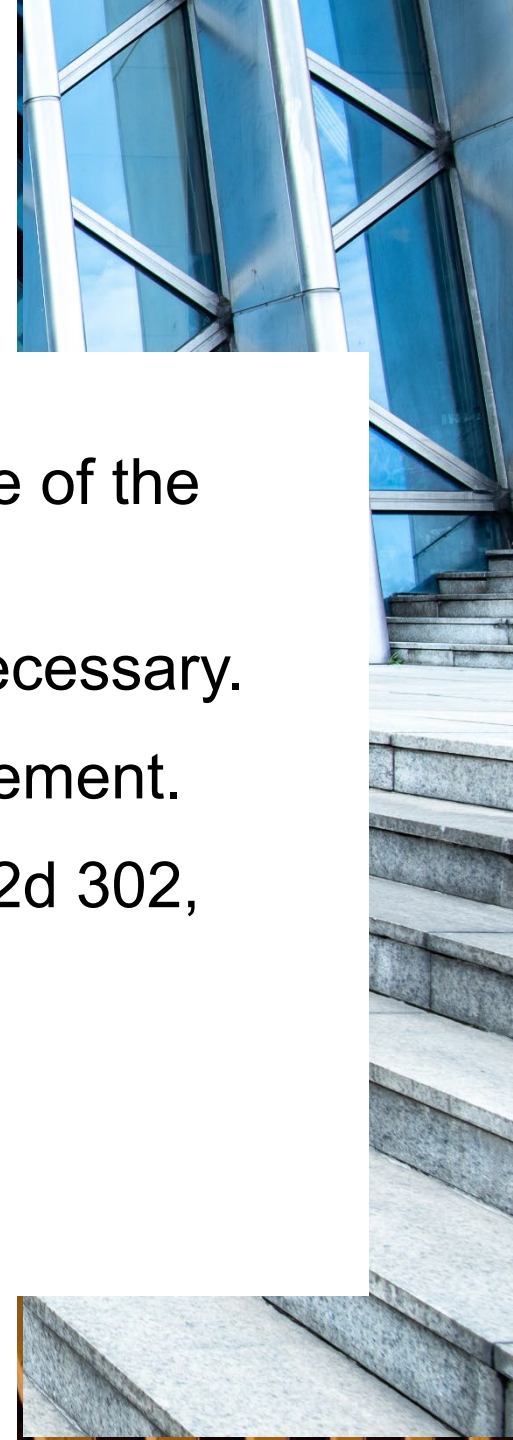 e of the
ecessary.
ement.
2d 302,